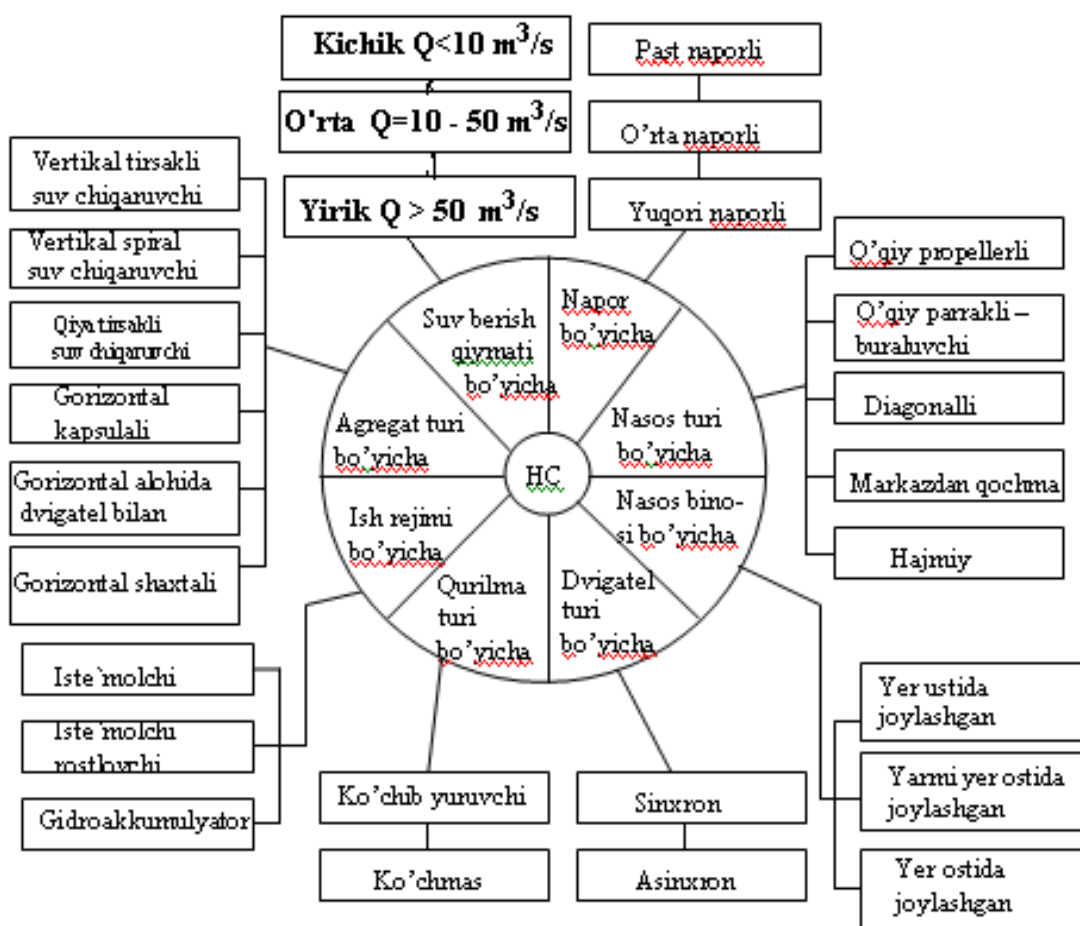 Kichik Q<10 m³/s
O'rta Q=10 - 50 m³/s
Yirik Q > 50 m³/s
Past naporli
O’rta naporli
Yuqori naporli
Vertikal tirsakli
suv chiqaruvchi
Vertikal spiral
suv chiqaruvchi
Qiya tirsakli
suv chiqaruvchi
Gorizontal
kapsulali
Gorizontal alohida
dvigatel bilan
Gorizontal shaxtali
O’qiy propellerli
O’qiy parrakli –
buraluvchi
Diagonalli
Markazdan qochma
Hajmiy
Suv berish
qiymati
bo’yicha
Napor
bo’yicha
Agregat turi
bo’yicha
Nasos turi
bo’yicha
НС
Ish rejimi
bo’yicha
Nasos bino-
si bo’yicha
Qurilma
turi
bo’yicha
Dvigatel
turi
bo’yicha
Iste`molchi
Iste`molchi
rostlovchi
Gidroakkumulyator
Ko’chib yuruvchi
Ko’chmas
Sinxron
Asinxron
Yer ustida
joylashgan
Yarmi yer ostida
joylashgan
Yer ostida
joylashgan